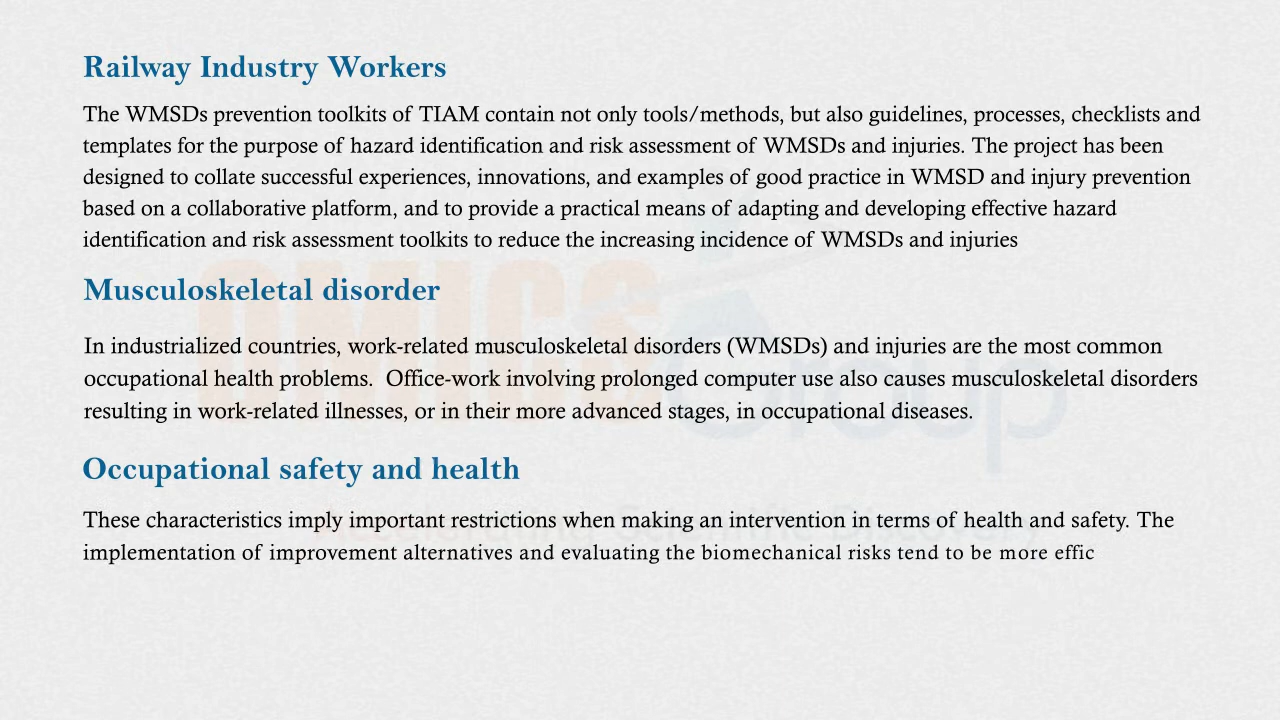 Railway Industry Workers
The WMSDs prevention toolkits of TIAM contain not only tools/methods, but also guidelines, processes, checklists and
templates for the purpose of hazard identification and risk assessment of WMSDs and injuries. The project has been
designed to collate successful experiences, innovations, and examples of good practice in WMSD and injury prevention
based on a collaborative platform, and to provide a practical means of adapting and developing effective hazard
identification and risk assessment toolkits to reduce the increasing incidence of WMSDs and injuries
Musculoskeletal disorder
In industrialized countries, work-related musculoskeletal disorders (WMSDs) and injuries are the most common
occupational health problems.  Office-work involving prolonged computer use also causes musculoskeletal disorders
resulting in work-related illnesses, or in their more advanced stages, in occupational diseases.
OMICS Group
Occupational safety and health
Accelerating Scientific Discovery
These characteristics imply important restrictions when making an intervention in terms of health and safety. The
implementation of improvement alternatives and evaluating the biomechanical risks tend to be more effic